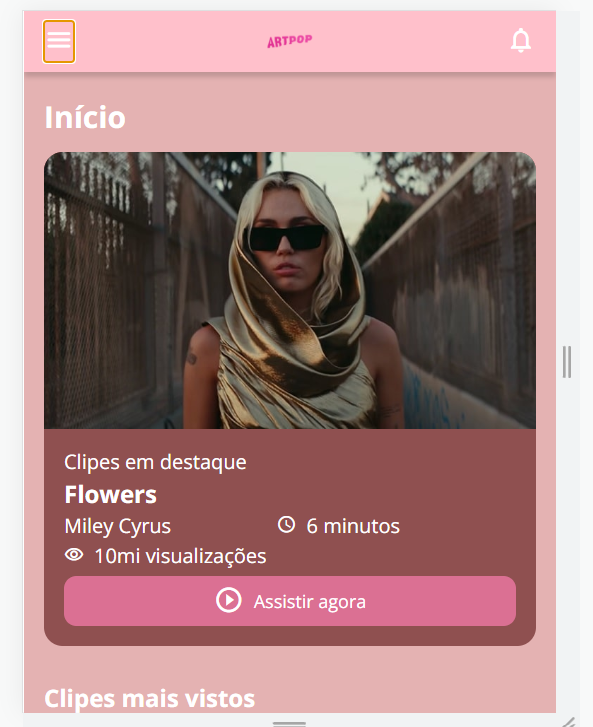 ARTPOP
Início
Clipes em destaque
Flowers
Miley Cyrus 6 minutos
10mi visualizações
Assistir agora
Clipes mais vistos